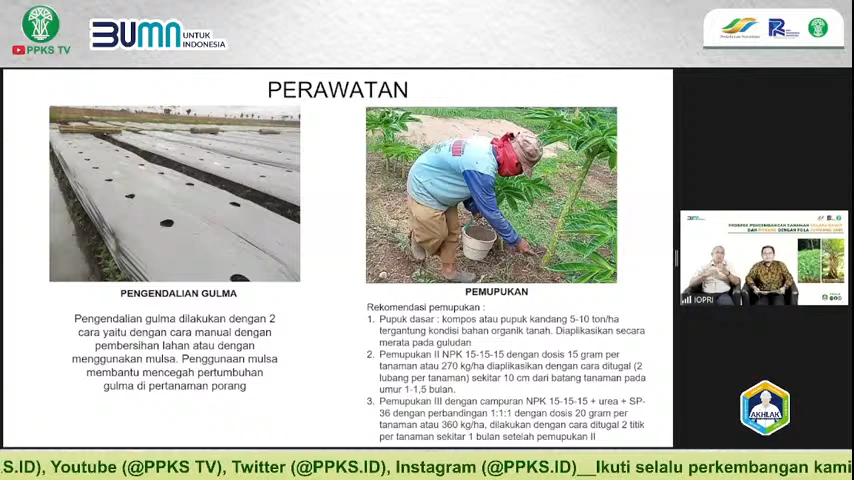 PPKS TV
BUMN UNTUK INDONESIA
PERAWATAN
PENGENDALIAN GULMA
Pengendalian gulma dilakukan dengan 2
cara yaitu dengan cara manual dengan
pembersihan lahan atau dengan
menggunakan mulsa. Penggunaan mulsa
membantu mencegah pertumbuhan
gulma di pertanaman porang
PEMUPUKAN
Rekomendasi pemupukan :
1. Pupuk dasar : kompos atau pupuk kandang 5-10 ton/ha
tergantung kondisi bahan organik tanah. Diaplikasikan secara
merata pada guludan
2. Pemupukan II NPK 15-15-15 dengan dosis 15 gram per
tanaman atau 270 kg/ha diaplikasikan dengan cara ditugal (2
lubang per tanaman) sekitar 10 cm dari batang tanaman pada
umur 1-1,5 bulan.
3. Pemupukan III dengan campuran NPK 15-15-15 + urea + SP-
36 dengan perbandingan 1:1:1 dengan dosis 20 gram per
tanaman atau 360 kg/ha, dilakukan dengan cara ditugal 2 titik
per tanaman sekitar 1 bulan setelah pemupukan II
IOPRI
AKHLAK
S.ID), Youtube (@PPKS TV), Twitter (@PPKS.ID), Instagram (@PPKS.ID)__Ikuti selalu perkembangan kami